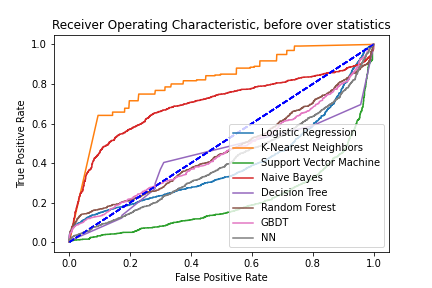 Receiver Operating Characteristic, before over statistics
True Positive Rate
1.0
0.8
0.6
0.4
0.2
0.0
Logistic Regression
K-Nearest Neighbors
Support Vector Machine
Naive Bayes
Decision Tree
Random Forest
GBDT
NN
0.0 0.2 0.4 0.6 0.8 1.0
False Positive Rate